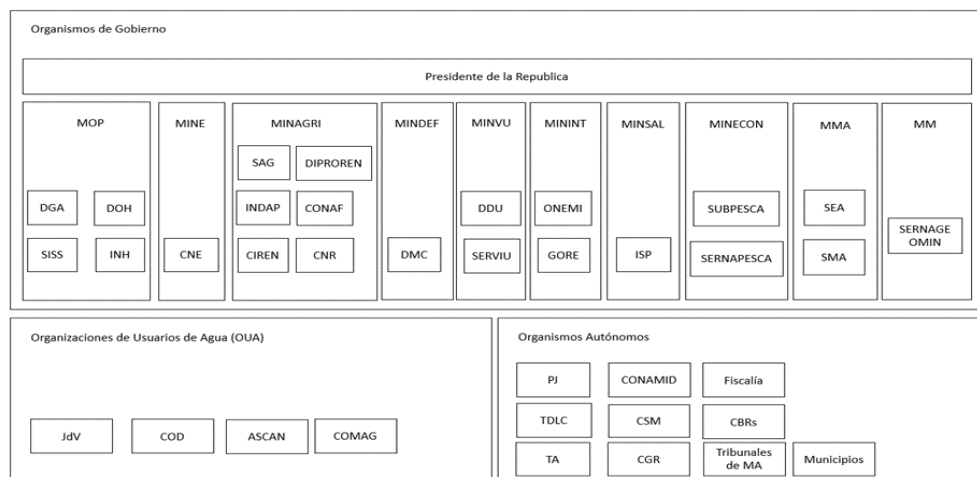 Organismos de Gobierno
Presidente de la Republica
MOP
MINE
MINAGRI
MINDEF
MINVU
MININT
MINSAL
MINECON
MMA
MM
SAG
DIPROREN
DGA
DOH
INDAP
CONAF
DDU
ONEMI
SUBPESCA
SEA
SERNAGE
OMIN
SISS
INH
CNE
CIREN
CNR
DMC
SERVIU
GORE
ISP
SERNAPESCA
SMA
Organizaciones de Usuarios de Agua (OUA)
JdV
COD
ASCAN
COMAG
Organismos Autónomos
PJ
CONAMID
Fiscalía
TDLC
CSM
CBRs
TA
CGR
Tribunales
de MA
Municipios